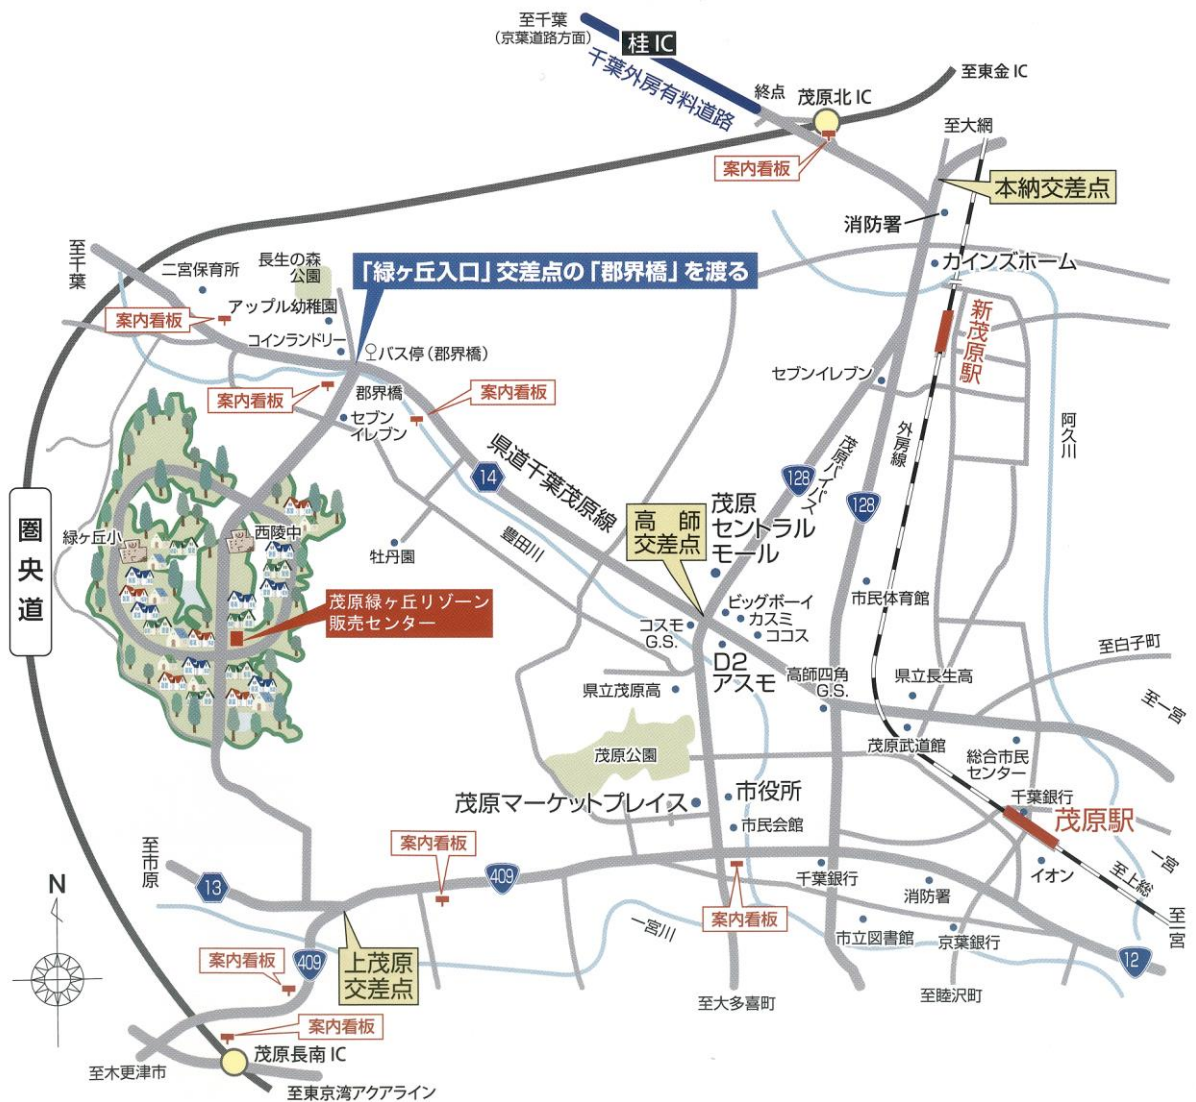 至千葉
(京葉道路方面)
桂 IC
千葉外房有料道路
終点
茂原北 IC
至東金 IC
案内看板
至大網
本納交差点
消防署
カインズホーム
新茂原駅
至千葉
二宮保育所
長生の森
公園
アップル幼稚園
案内看板
コインランドリー
「緑ヶ丘入口」交差点の「郡界橋」を渡る
バス停(郡界橋)
案内看板
郡界橋
案内看板
セブン
イレブン
セブンイレブン
14
県道千葉茂原線
128
茂原バイパス
128
外房線
阿久川
圏央道
緑ヶ丘小
西陵中
牡丹園
豊田川
高師
交差点
茂原
セントラル
モール
茂原緑ヶ丘リゾーン
販売センター
コスモ
G.S.
ビッグボーイ
カスミ
ココス
市民体育館
D2
アスモ
高師四角
G.S.
県立長生高
至白子町
至一宮
県立茂原高
茂原公園
茂原武道館
総合市民
センター
千葉銀行
茂原駅
茂原マーケットプレイス
市役所
市民会館
案内看板
至市原
13
409
案内看板
千葉銀行
消防署
イオン
一宮
至上総
至一宮
N
案内看板
409
上茂原
交差点
一宮川
市立図書館
京葉銀行
12
案内看板
至大多喜町
至睦沢町
茂原長南 IC
至木更津市
至東京湾アクアライン